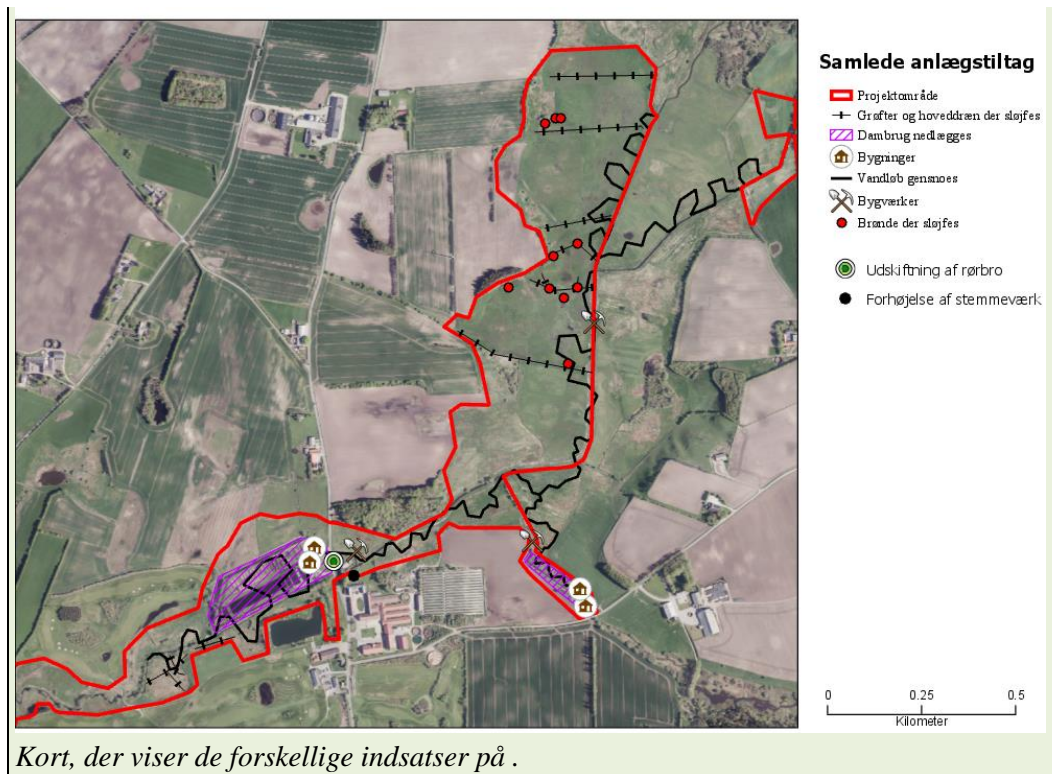 Samlede anlægstiltag
Projektområde
Grøfter og hoveddræn der sløjfes
Dambrug nedlægges
Bygninger
Vandløb gensnoes
Bygværker
Brønde der sløjfes
Udskiftning af rørbro
Forhøjelse af stemmeværk
0 0.25 0.5
Kilometer
Kort, der viser de forskellige indsatser på .